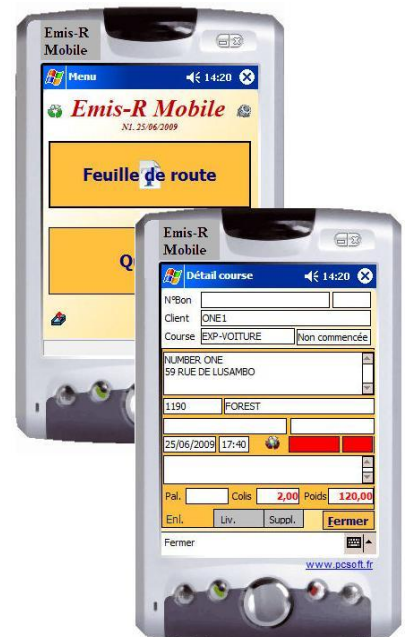 Emis-R
Mobile
Menu 14:20
Emis-R Mobile
N1. 25/06/2009
Feuille de route
Q
Emis-R
Mobile
Détail course 14:20
N°Bon
Client ONE1
Course EXP-VOITURE Non commencée
NUMBER ONE
59 RUE DE LUSAMBO
1190 FOREST
25/06/2009 17:40
Pal. Colis 2,00 Poids 120,00
Enl. Liv. Suppl. Fermer
Fermer
www.pcsoft.fr